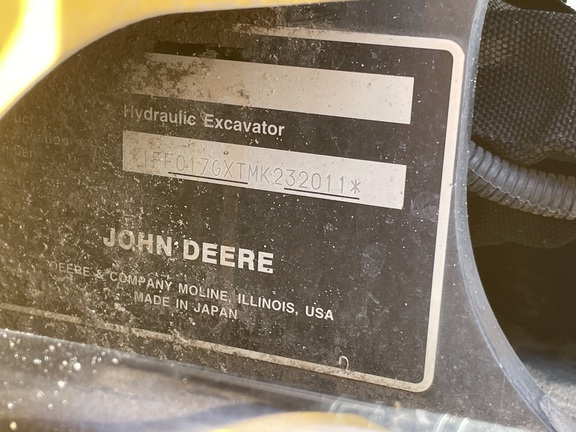 Hydraulic Excavator
*1FF017GXTMK232011*
JOHN DEERE
DEERE & COMPANY MOLINE, ILLINOIS, USA
MADE IN JAPAN